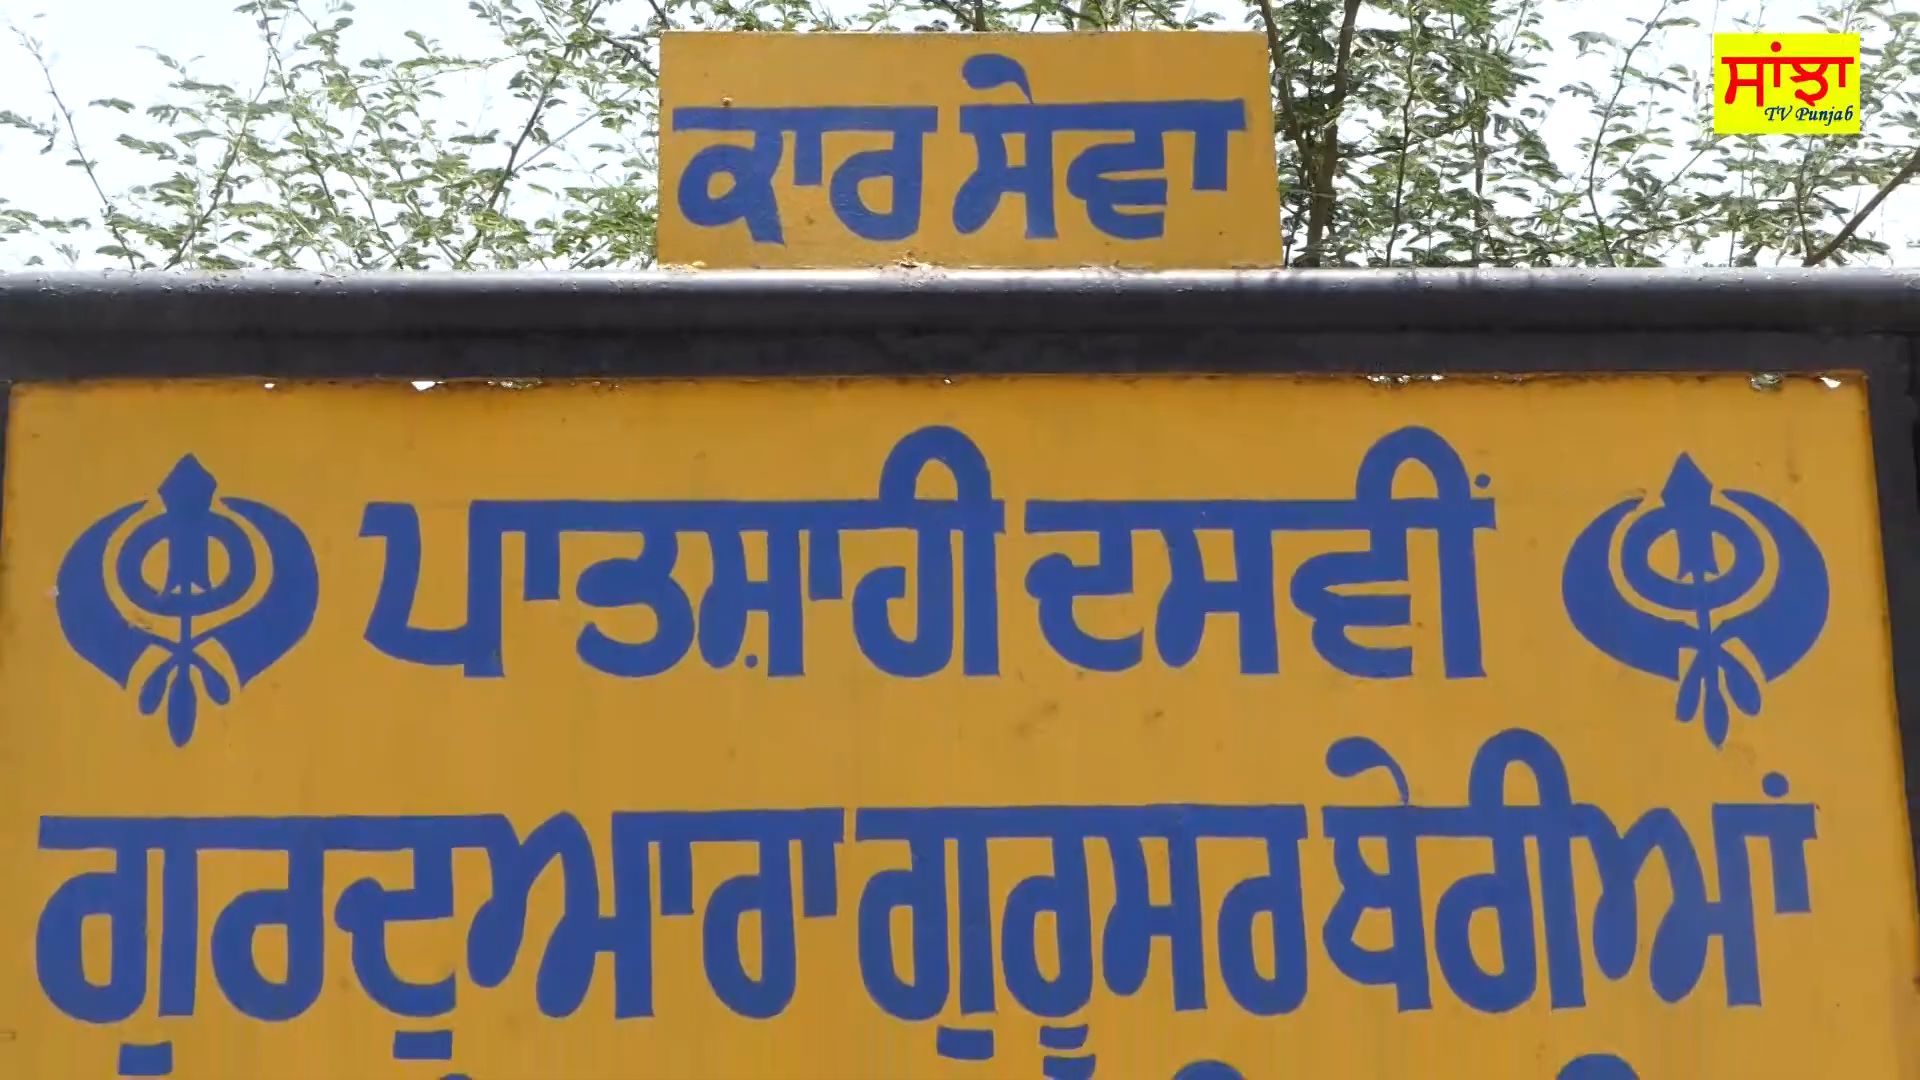 ਕਾਰ ਸੇਵਾ
ਸਾਂਝਾ
TV Punjab
ਪਾਤਸ਼ਾਹੀ ਦਸਵੀਂ
ਗੁਰਦੁਆਰਾ ਗੁਰੂਸਰ ਬੇਰੀਆਂ